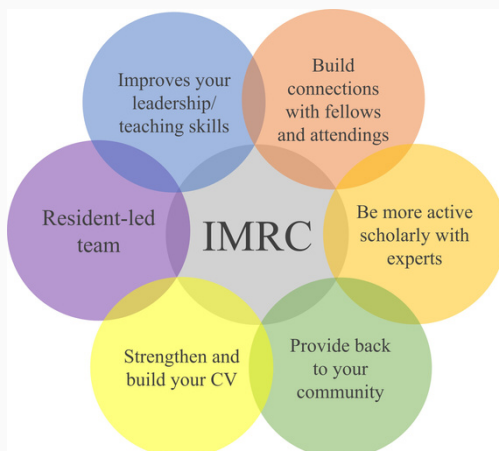 Improves your
leadership/
teaching skills
Build
connections
with fellows
and attendings
Resident-led
team
IMRC
Be more active
scholarly with
experts
Strengthen and
build your CV
Provide back
to your
community